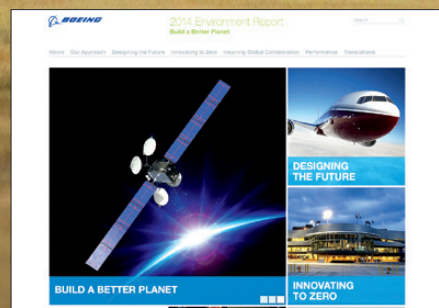 BOEING
2014 Environment Report
Build a Better Planet
Search
Home Our Approach Designing the Future Innovating to Zero Inspiring Global Collaboration Performance Translations
DESIGNING
THE FUTURE
BUILD A BETTER PLANET
INNOVATING
TO ZERO